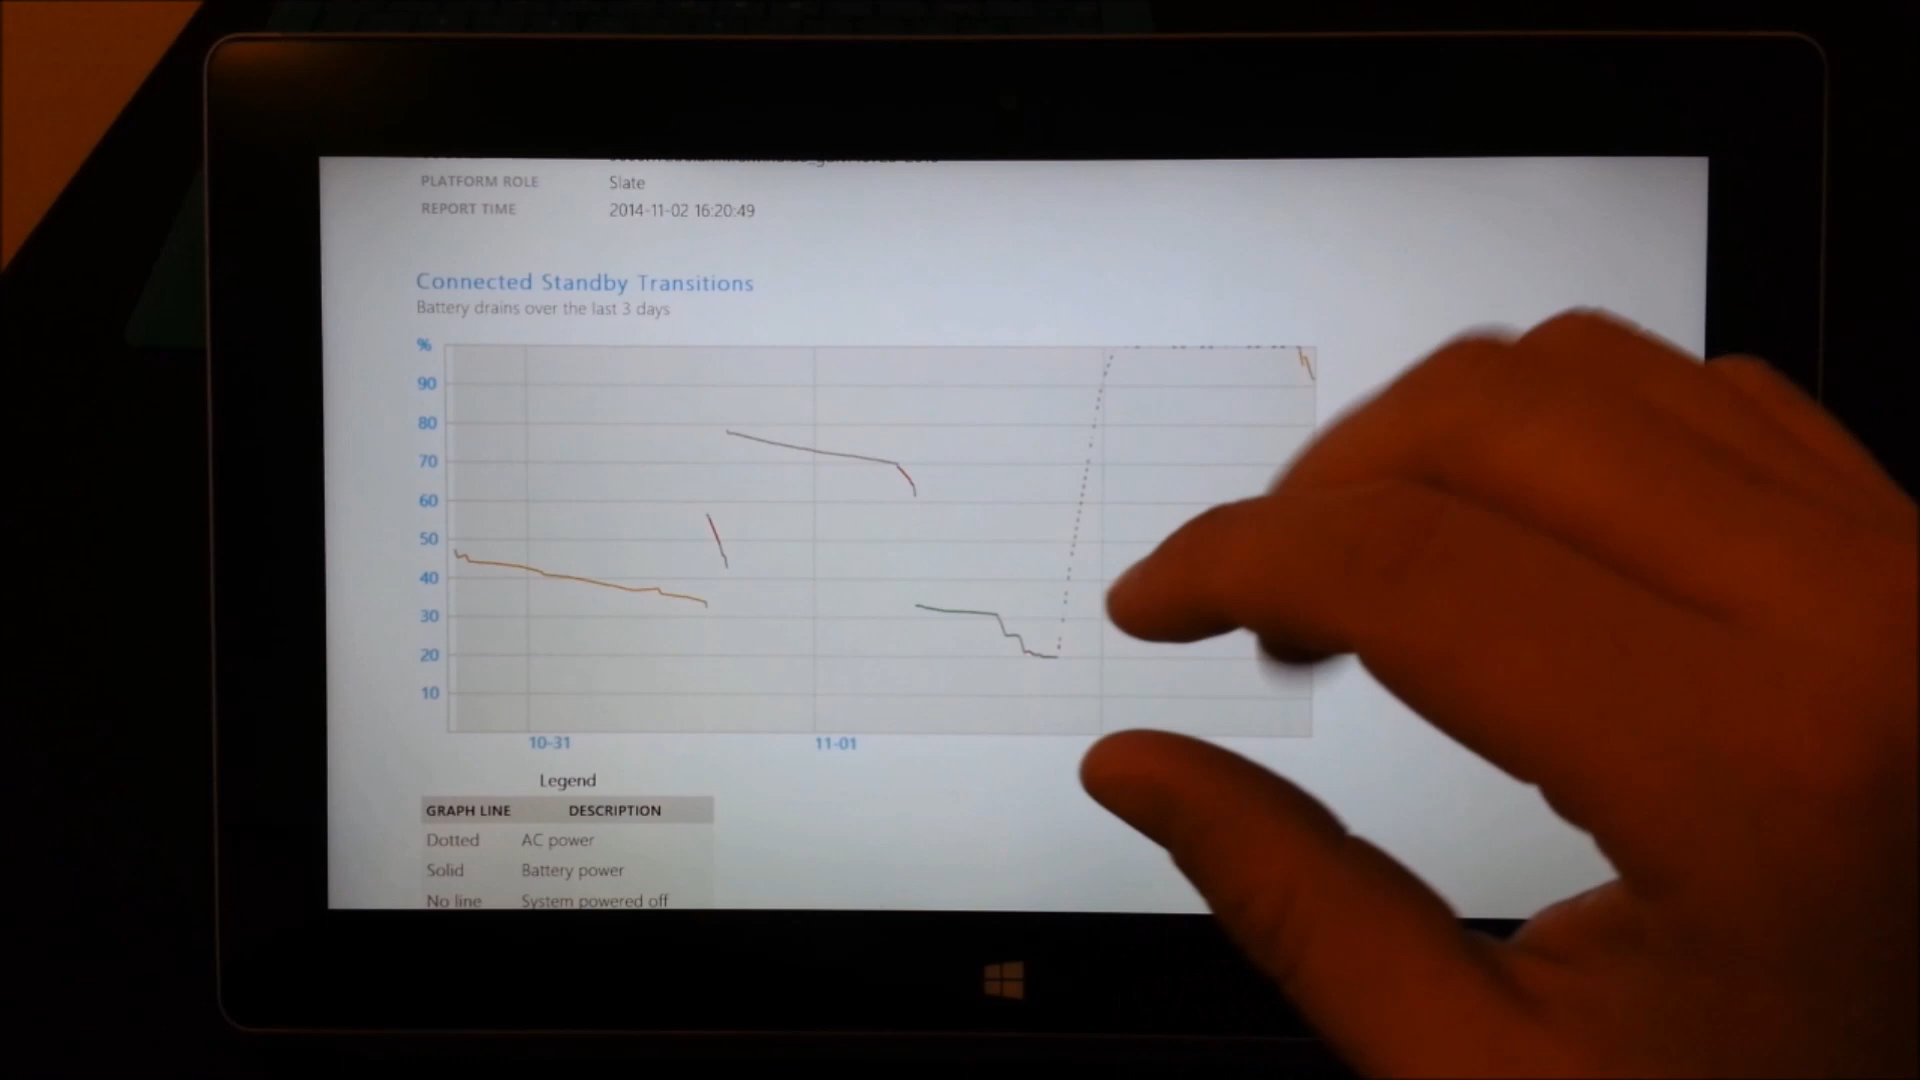 PLATFORM ROLE Slate
REPORT TIME 2014-11-02 16:20:49
Connected Standby Transitions
Battery drains over the last 3 days
%
90
80
70
60
50
40
30
20
10
10-31 11-01
Legend
GRAPH LINE DESCRIPTION
Dotted AC power
Solid Battery power
No line System powered off